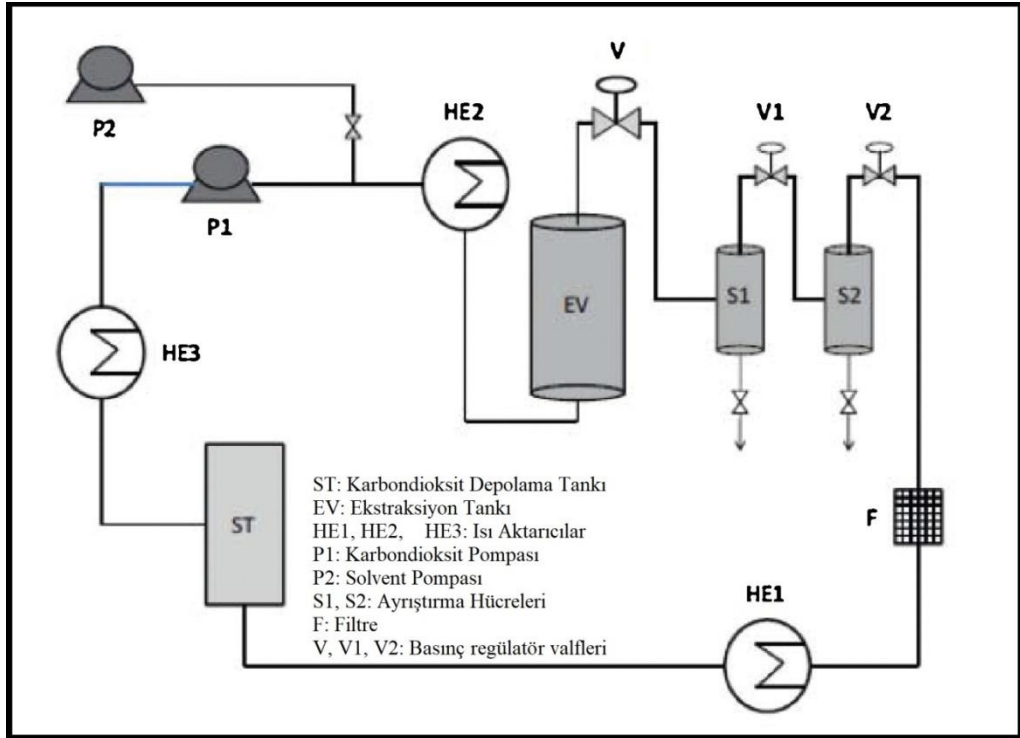 V
P2
HE2
V1
V2
P1
EV
S1
S2
HE3
ST
F
HE1
ST: Karbondioksit Depolama Tankı
EV: Ekstraksiyon Tankı
HE1, HE2, HE3: Isı Aktarıcılar
P1: Karbondioksit Pompası
P2: Solvent Pompası
S1, S2: Ayrıştırma Hücreleri
F: Filtre
V, V1, V2: Basınç regülatör valfleri